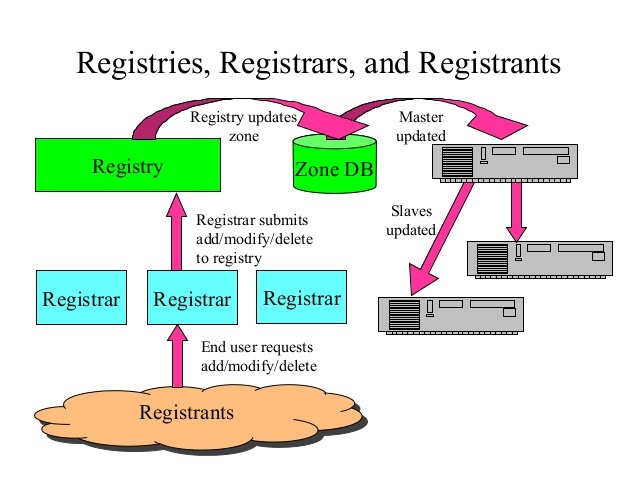 Registries, Registrars, and Registrants
Registry updates
zone
Master
updated
Registry
Zone DB
Registrar submits
add/modify/delete
to registry
Slaves
updated
Registrar
Registrar
Registrar
End user requests
add/modify/delete
Registrants